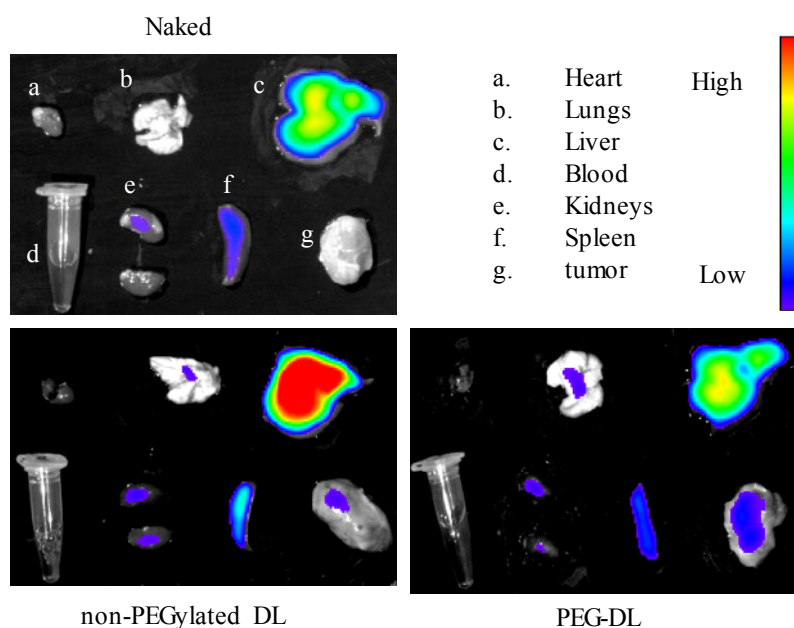 Naked
a
b
c
d
e
f
g
a. Heart High
b. Lungs
c. Liver
d. Blood
e. Kidneys
f. Spleen
g. tumor Low
non-PEGylated DL
PEG-DL